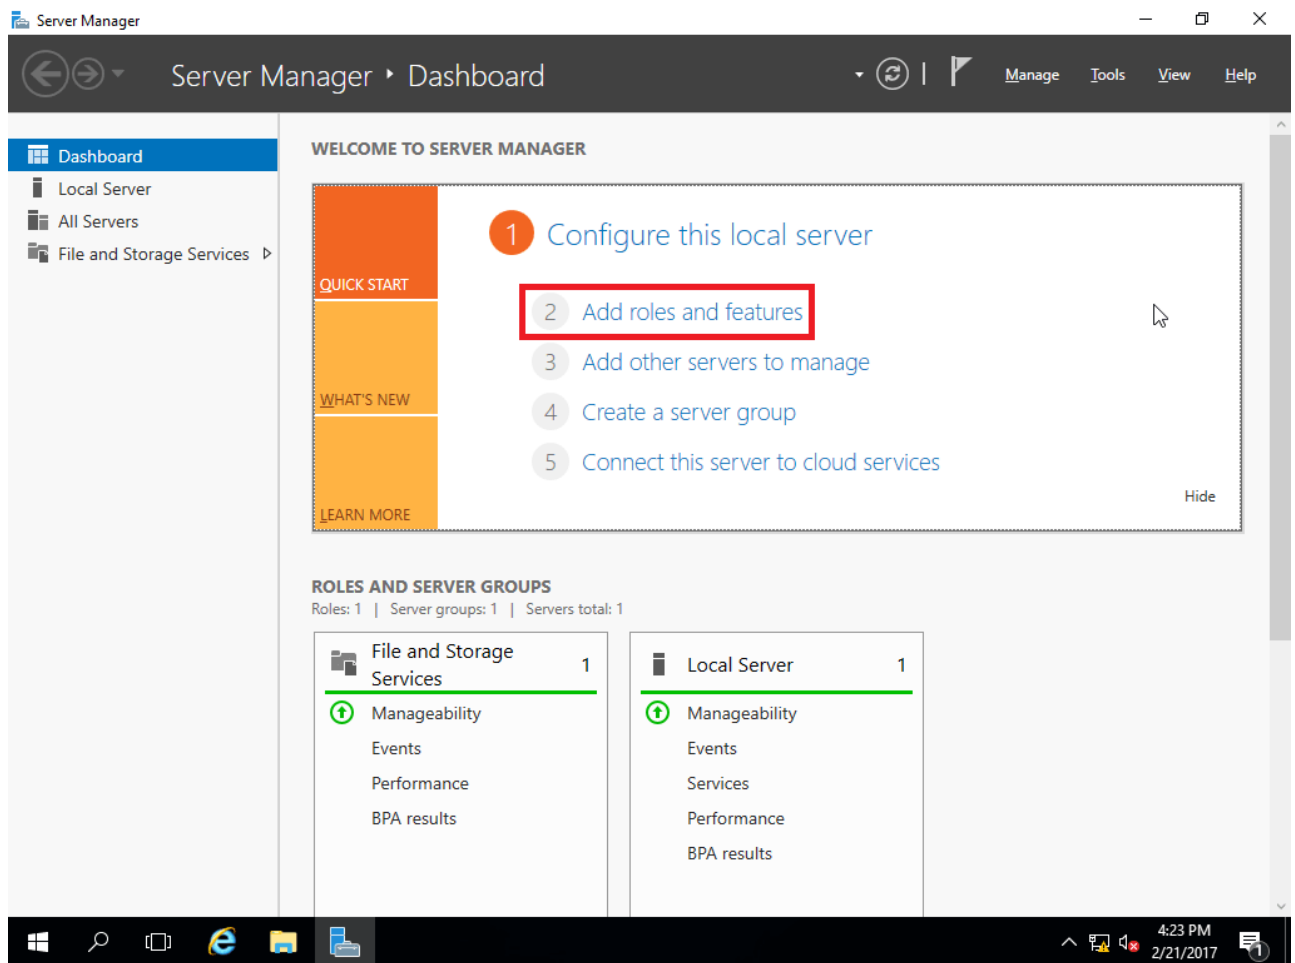 Server Manager
Server Manager ‣ Dashboard
Manage Tools View Help
Dashboard
Local Server
All Servers
File and Storage Services
WELCOME TO SERVER MANAGER
QUICK START
WHAT'S NEW
LEARN MORE
1 Configure this local server
2 Add roles and features
3 Add other servers to manage
4 Create a server group
5 Connect this server to cloud services
Hide
ROLES AND SERVER GROUPS
Roles: 1 | Server groups: 1 | Servers total: 1
File and Storage
Services
1
Manageability
Events
Performance
BPA results
Local Server 1
Manageability
Events
Services
Performance
BPA results
4:23 PM
2/21/2017
1